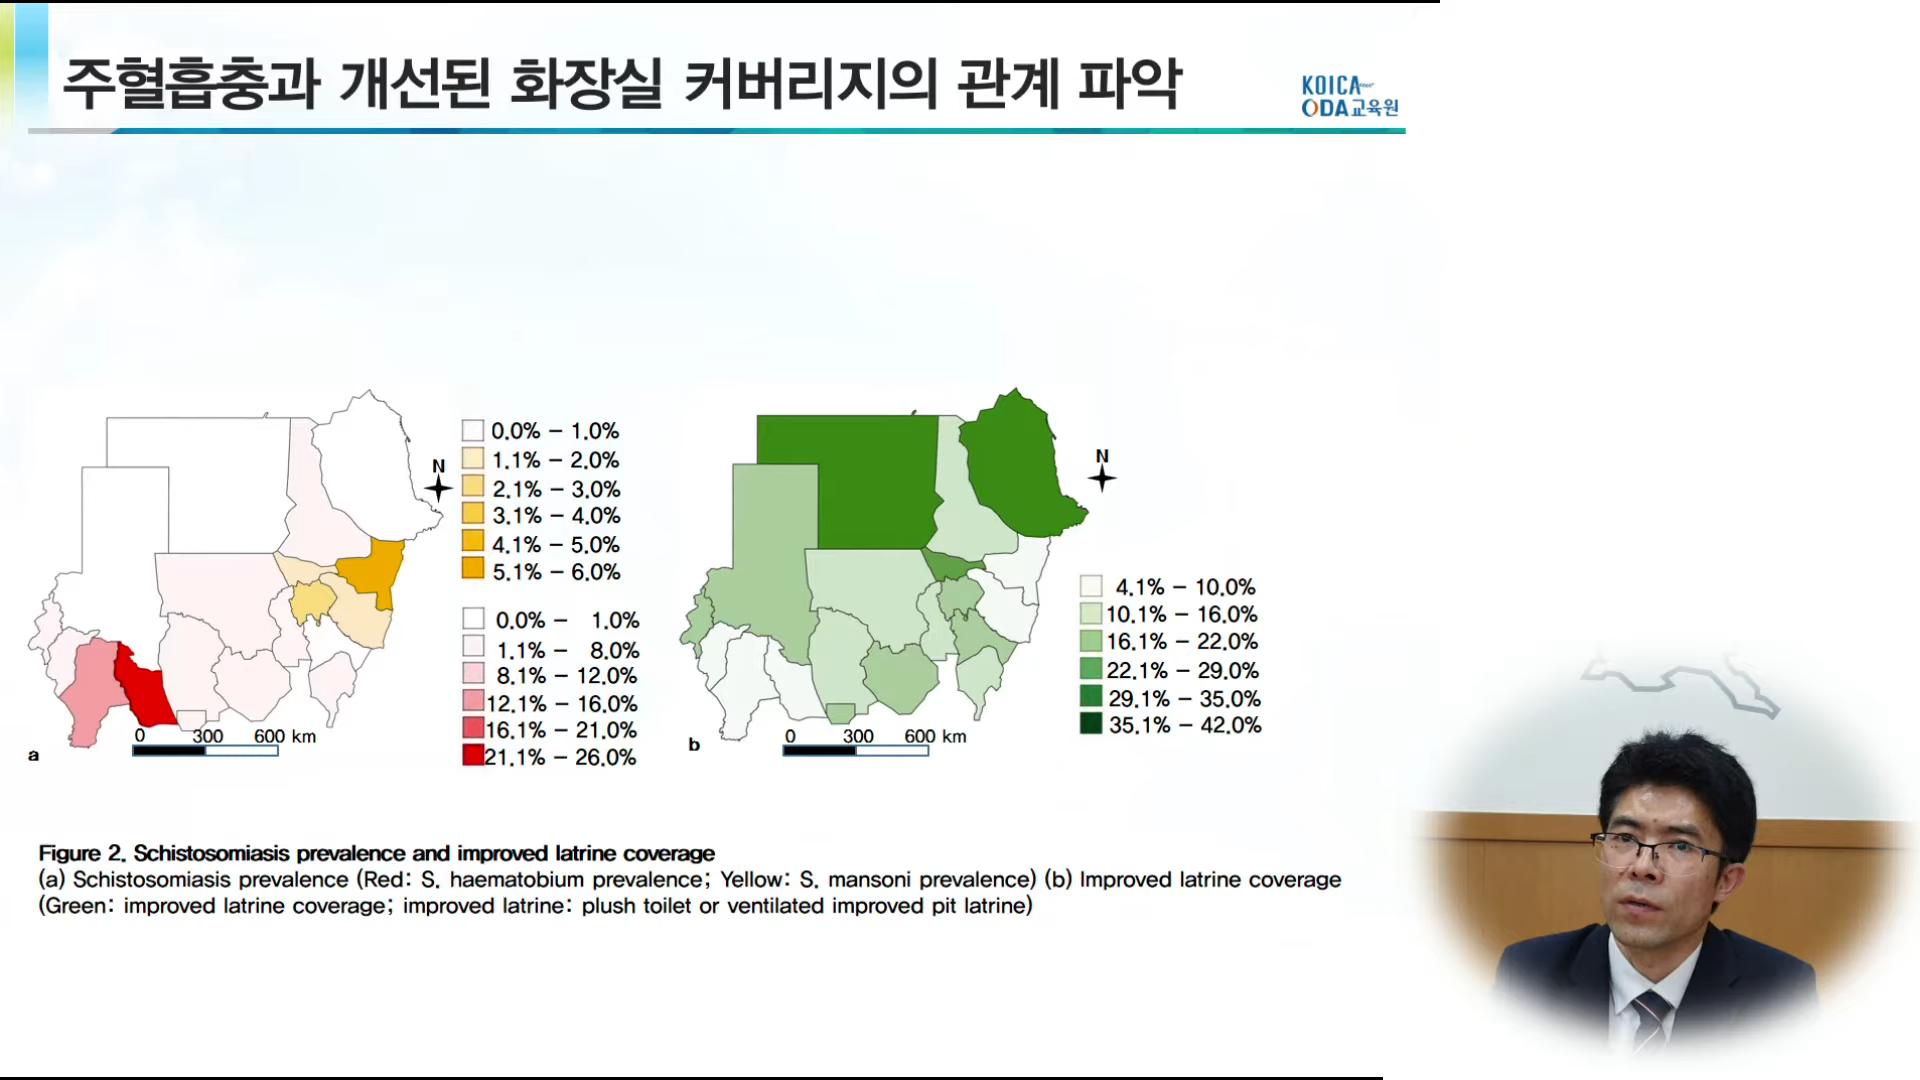 주혈흡충과 개선된 화장실 커버리지의 관계 파악
KOICA
ODA교육원
N
0.0% – 1.0%
1.1% – 2.0%
2.1% – 3.0%
3.1% – 4.0%
4.1% – 5.0%
5.1% – 6.0%
0.0% – 1.0%
1.1% – 8.0%
8.1% – 12.0%
12.1% – 16.0%
16.1% – 21.0%
21.1% – 26.0%
0 300 600 km
a
N
4.1% – 10.0%
10.1% – 16.0%
16.1% – 22.0%
22.1% – 29.0%
29.1% – 35.0%
35.1% – 42.0%
0 300 600 km
b
Figure 2. Schistosomiasis prevalence and improved latrine coverage
(a) Schistosomiasis prevalence (Red: S. haematobium prevalence; Yellow: S. mansoni prevalence) (b) Improved latrine coverage
(Green: improved latrine coverage; improved latrine: plush toilet or ventilated improved pit latrine)